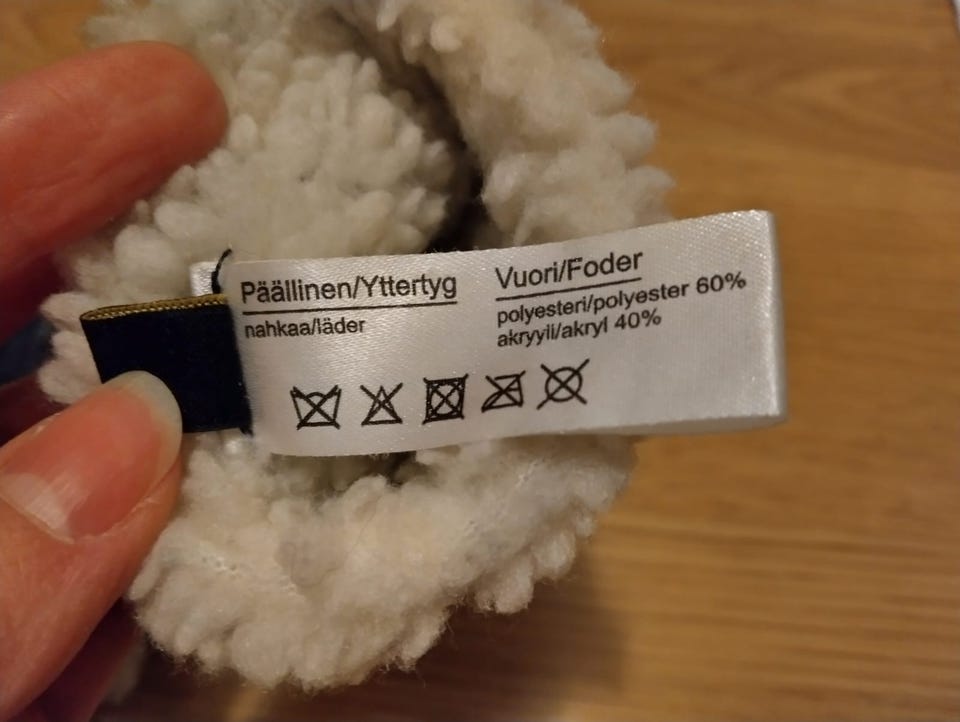 Päällinen/Yttertyg
nahkaa/läder
Vuori/Foder
polyesteri/polyester 60%
akryyli/akryl 40%